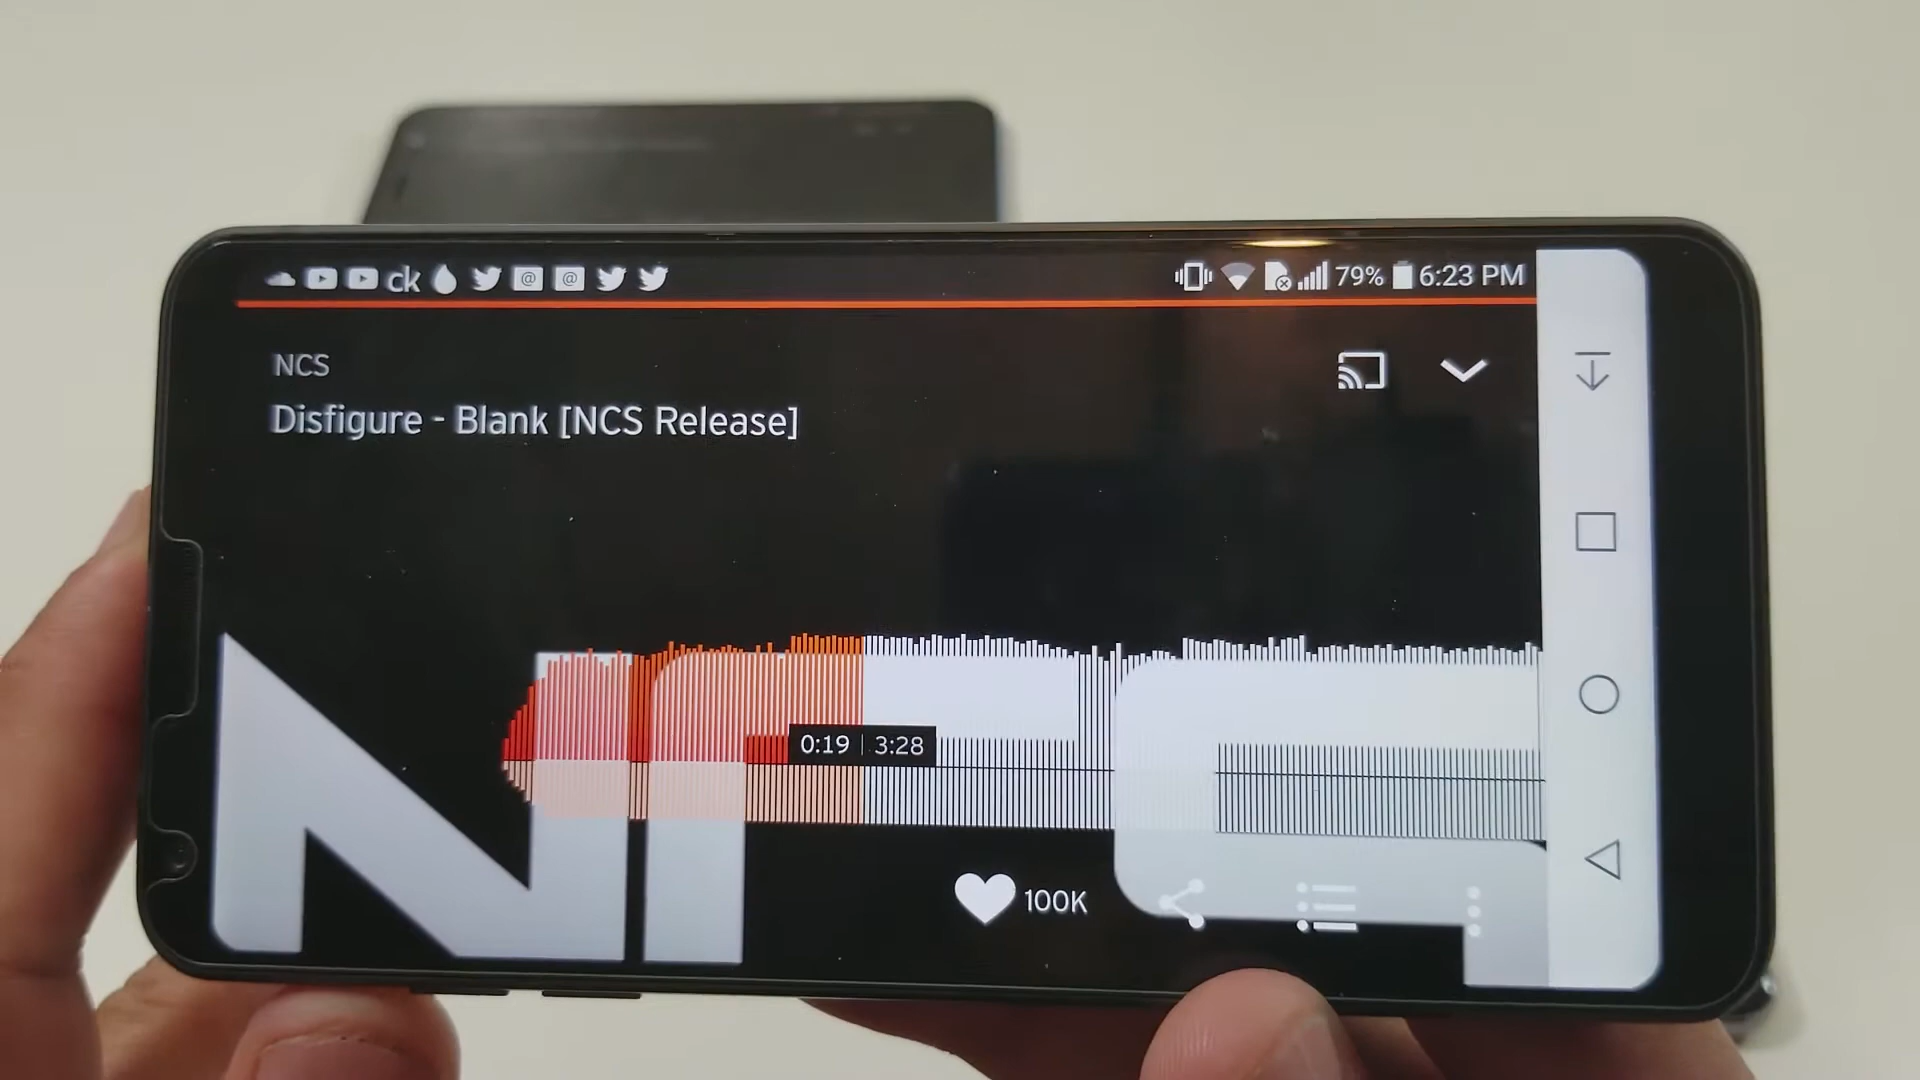 ck @ @ 79% 6:23 PM
NCS
Disfigure - Blank [NCS Release]
0:19 | 3:28
100K